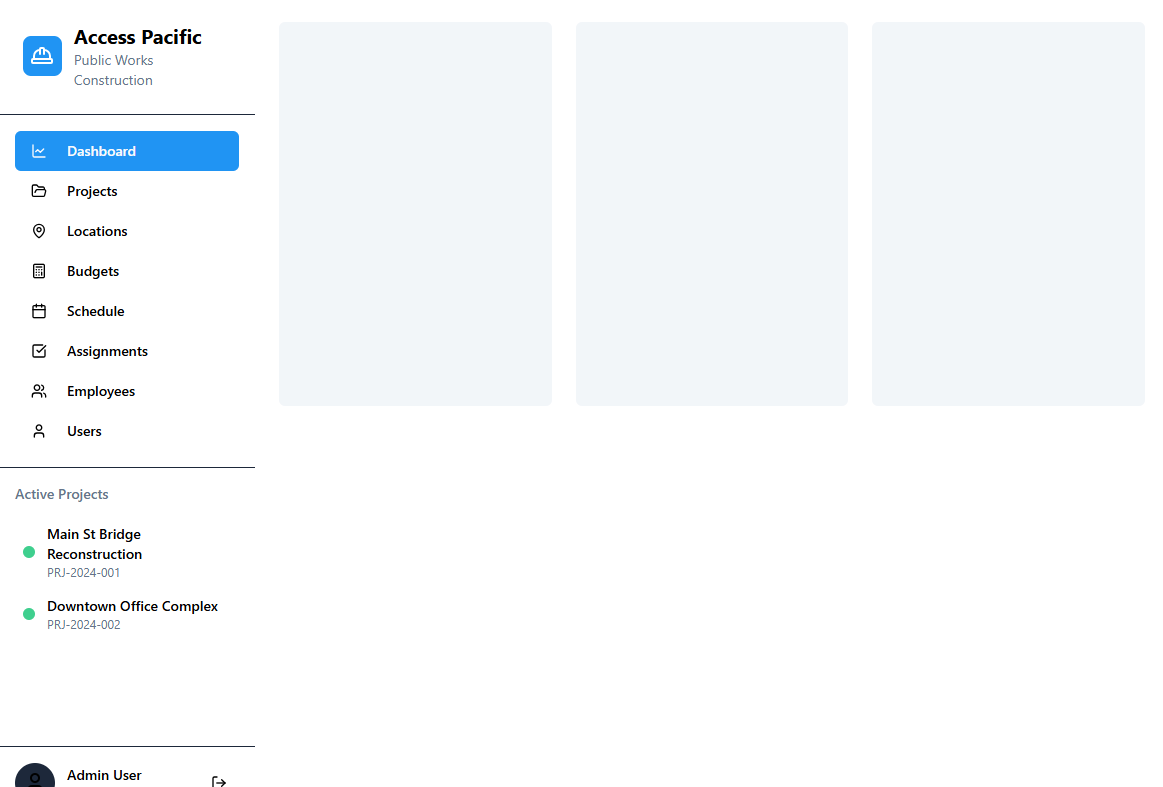 Access Pacific
Public Works
Construction
Dashboard
Projects
Locations
Budgets
Schedule
Assignments
Employees
Users
Active Projects
Main St Bridge
Reconstruction
PRJ-2024-001
Downtown Office Complex
PRJ-2024-002
Admin User